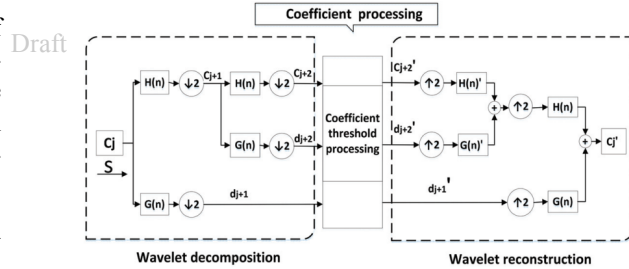 Coefficient processing
Draft
H(n) ↓2 Cj+1 H(n) ↓2 Cj+2
Cj+2' ↑2 H(n)'
+ ↑2 H(n)
Cj
S
G(n) ↓2 dj+2
Coefficient
threshold
processing
dj+2' ↑2 G(n)'
+ Cj'
G(n) ↓2 dj+1
dj+1' ↑2 G(n)
Wavelet decomposition
Wavelet reconstruction